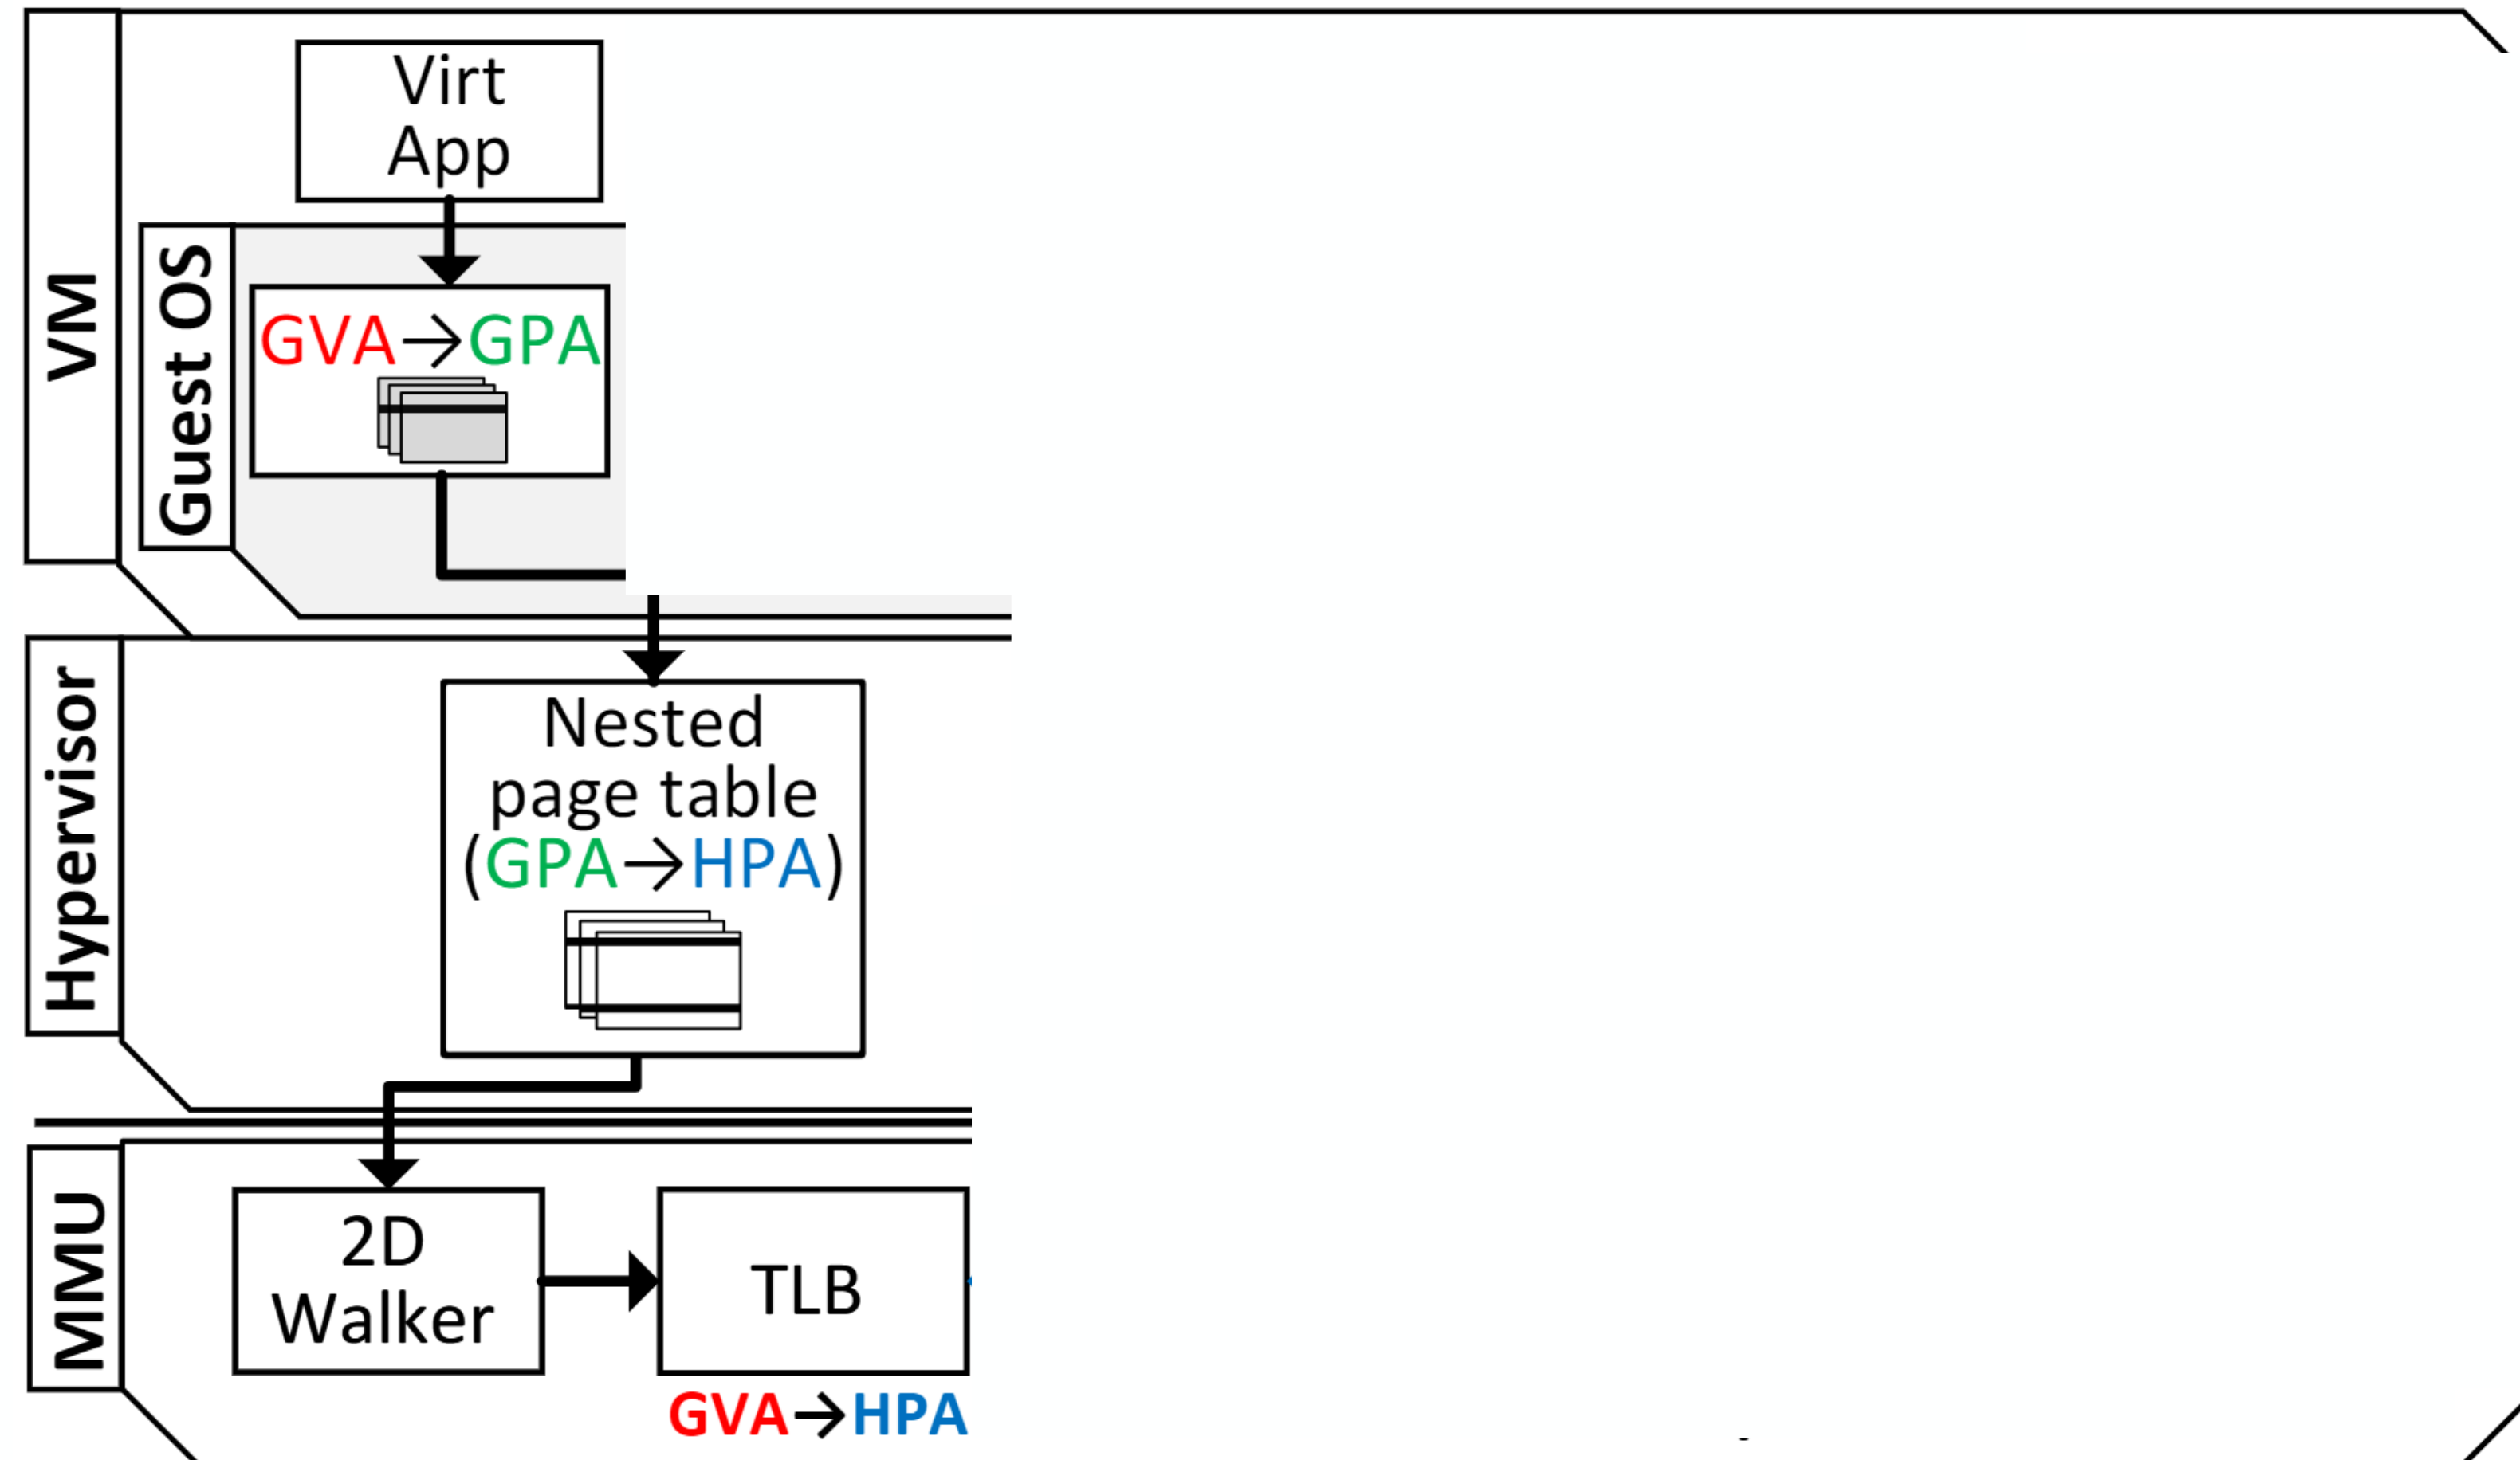 VM
Virt
App
Guest OS
GVA→GPA
Hypervisor
Nested
page table
(GPA→HPA)
MMU
2D
Walker
TLB
GVA→HPA